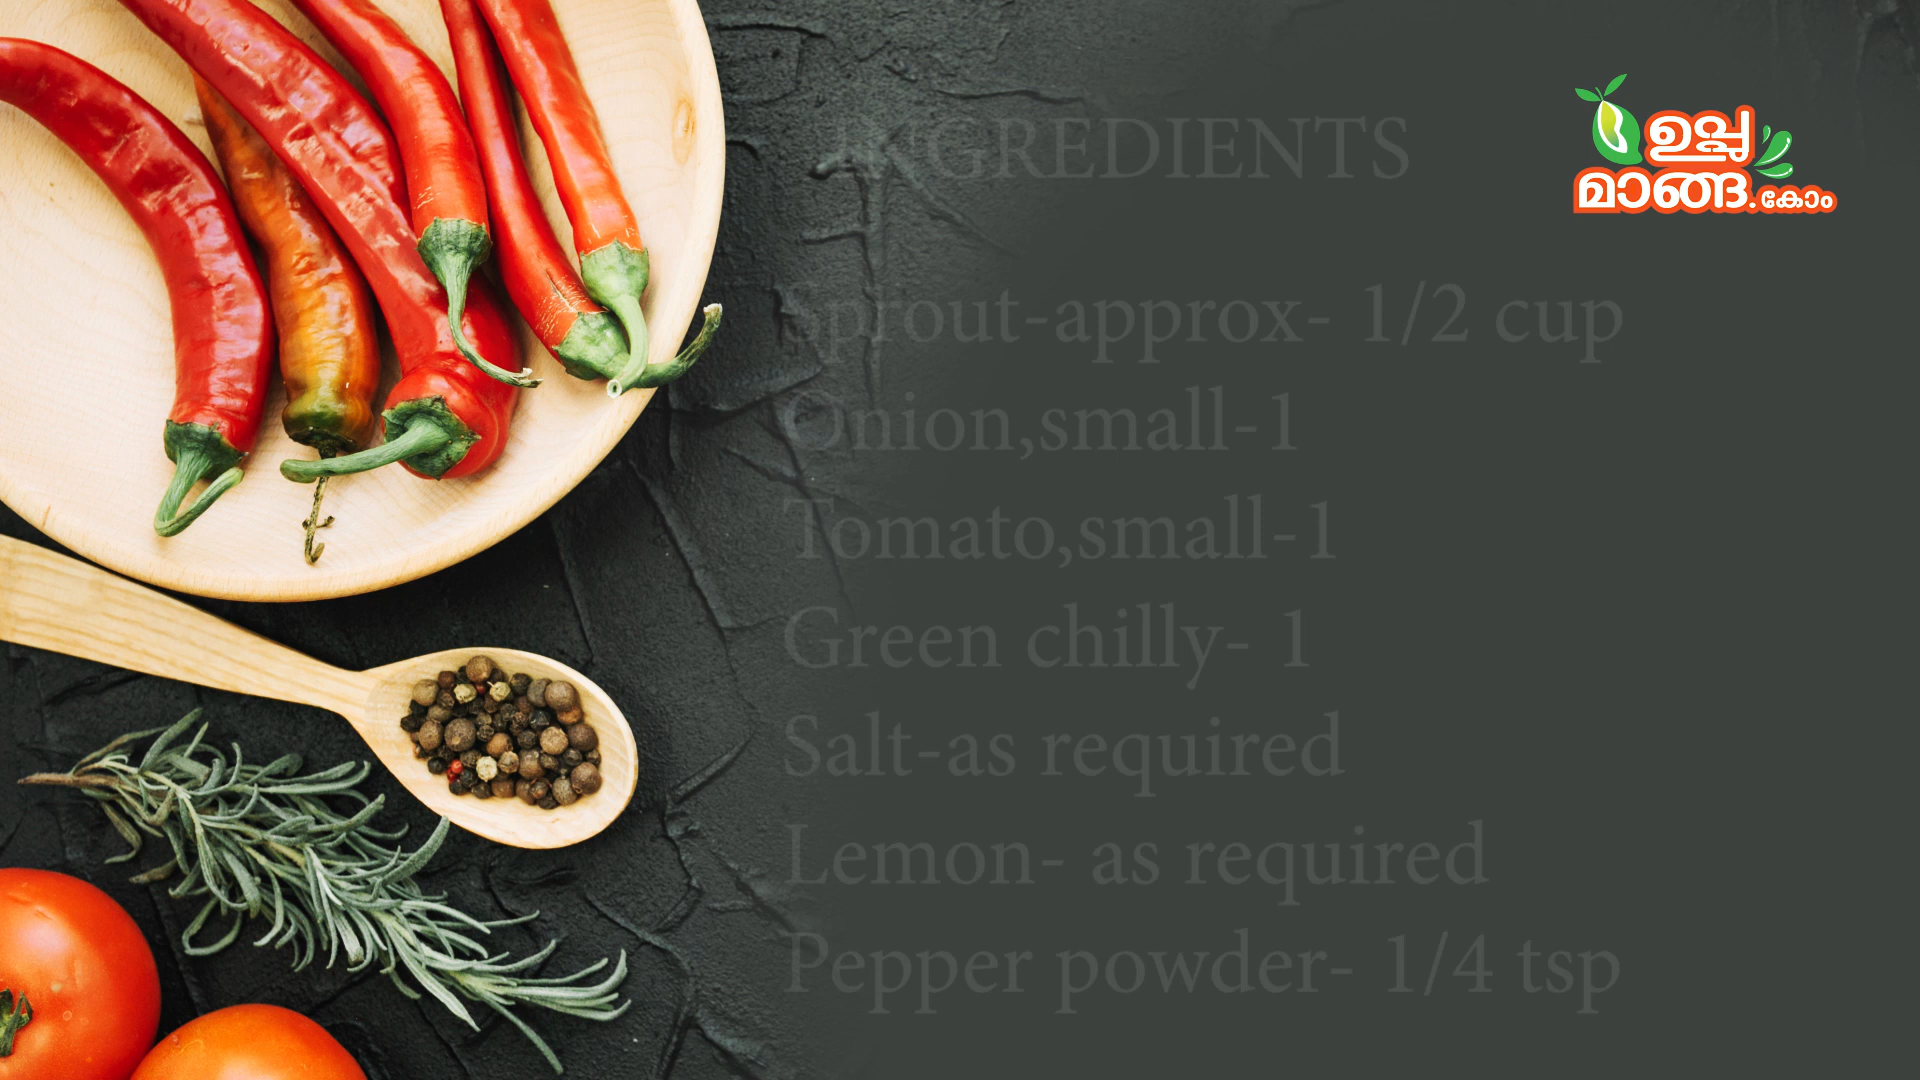 INGREDIENTS
ഉപ്പു
മാങ്ങ.കോം
Sprout-approx- 1/2 cup
Onion,small-1
Tomato,small-1
Green chilly- 1
Salt-as required
Lemon- as required
Pepper powder- 1/4 tsp